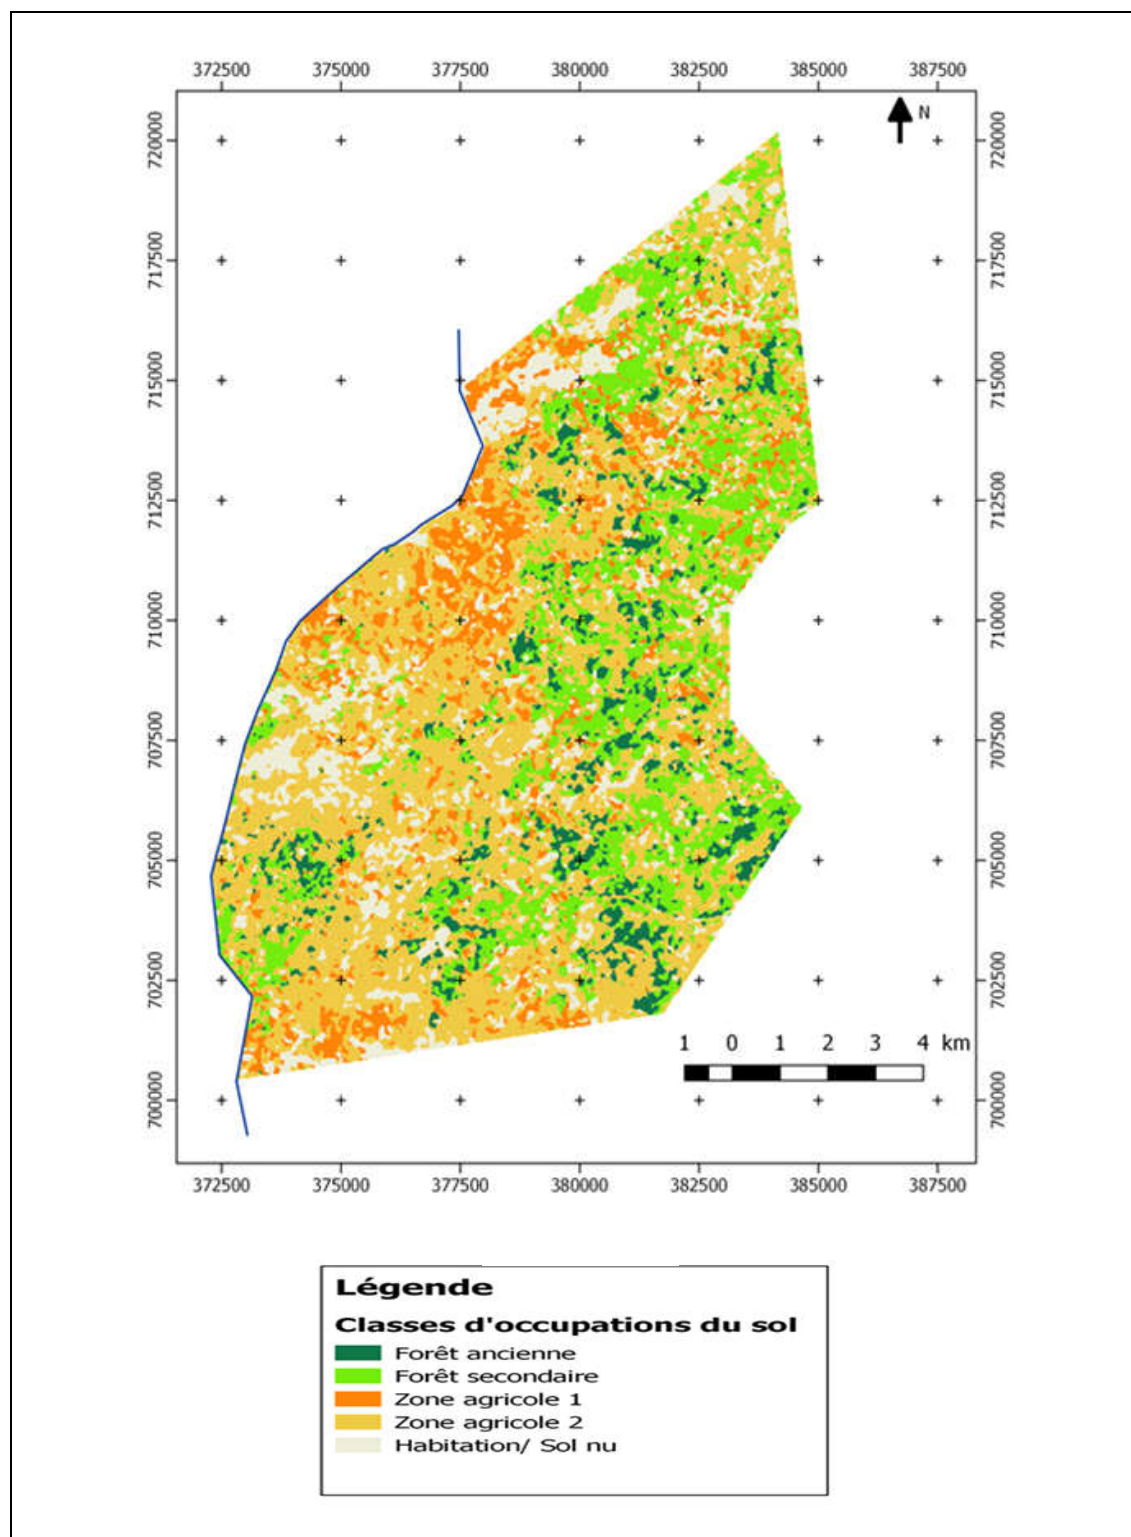 372500 375000 377500 380000 382500 385000 387500
N
720000 720000
717500 717500
715000 715000
712500 712500
710000 710000
707500 707500
705000 705000
702500 702500
1 0 1 2 3 4 km
700000 700000
372500 375000 377500 380000 382500 385000 387500
Légende
Classes d'occupations du sol
Forêt ancienne
Forêt secondaire
Zone agricole 1
Zone agricole 2
Habitation/ Sol nu